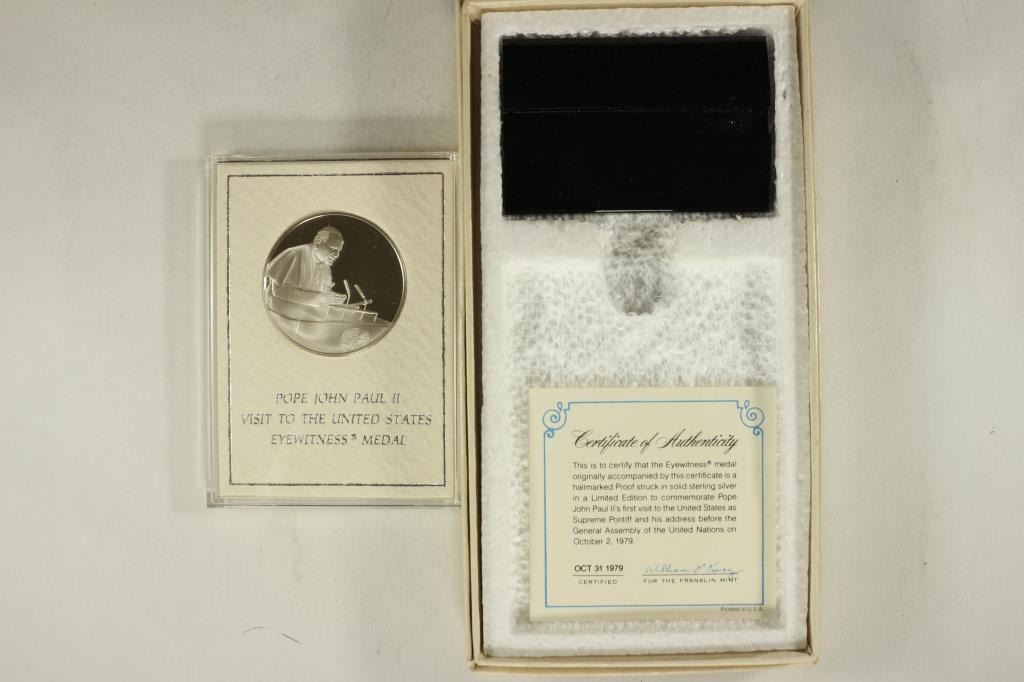 POPE JOHN PAUL II
VISIT TO THE UNITED STATES
EYEWITNESS® MEDAL
Certificate of Authenticity
This is to certify that the Eyewitness® medal
originally accompanied by this certificate is a
hallmarked Proof struck in solid sterling silver
in a Limited Edition to commemorate Pope
John Paul II's first visit to the United States as
Supreme Pontiff and his address before the
General Assembly of the United Nations on
October 2, 1979.
OCT 31 1979
CERTIFIED
FOR THE FRANKLIN MINT
Printed in U.S.A.